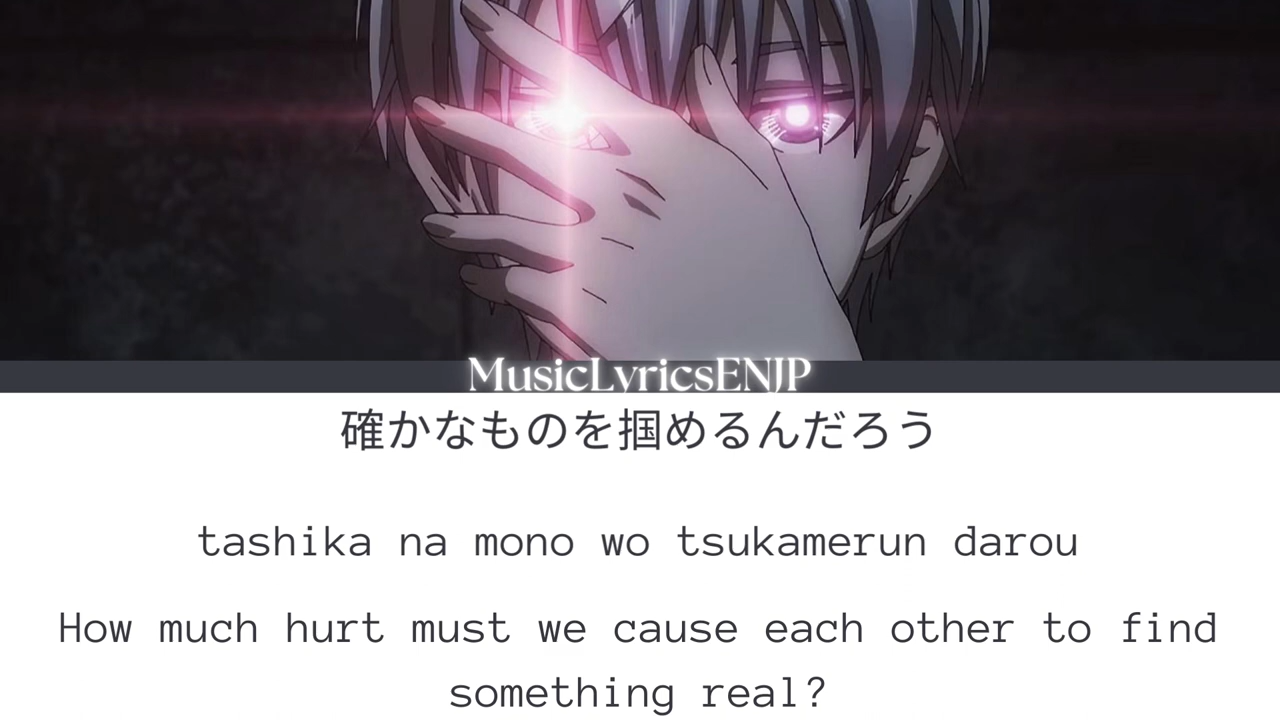 MusicLyricsENJP
確かなものを掴めるんだろう
tashika na mono wo tsukamerun darou
How much hurt must we cause each other to find
something real?